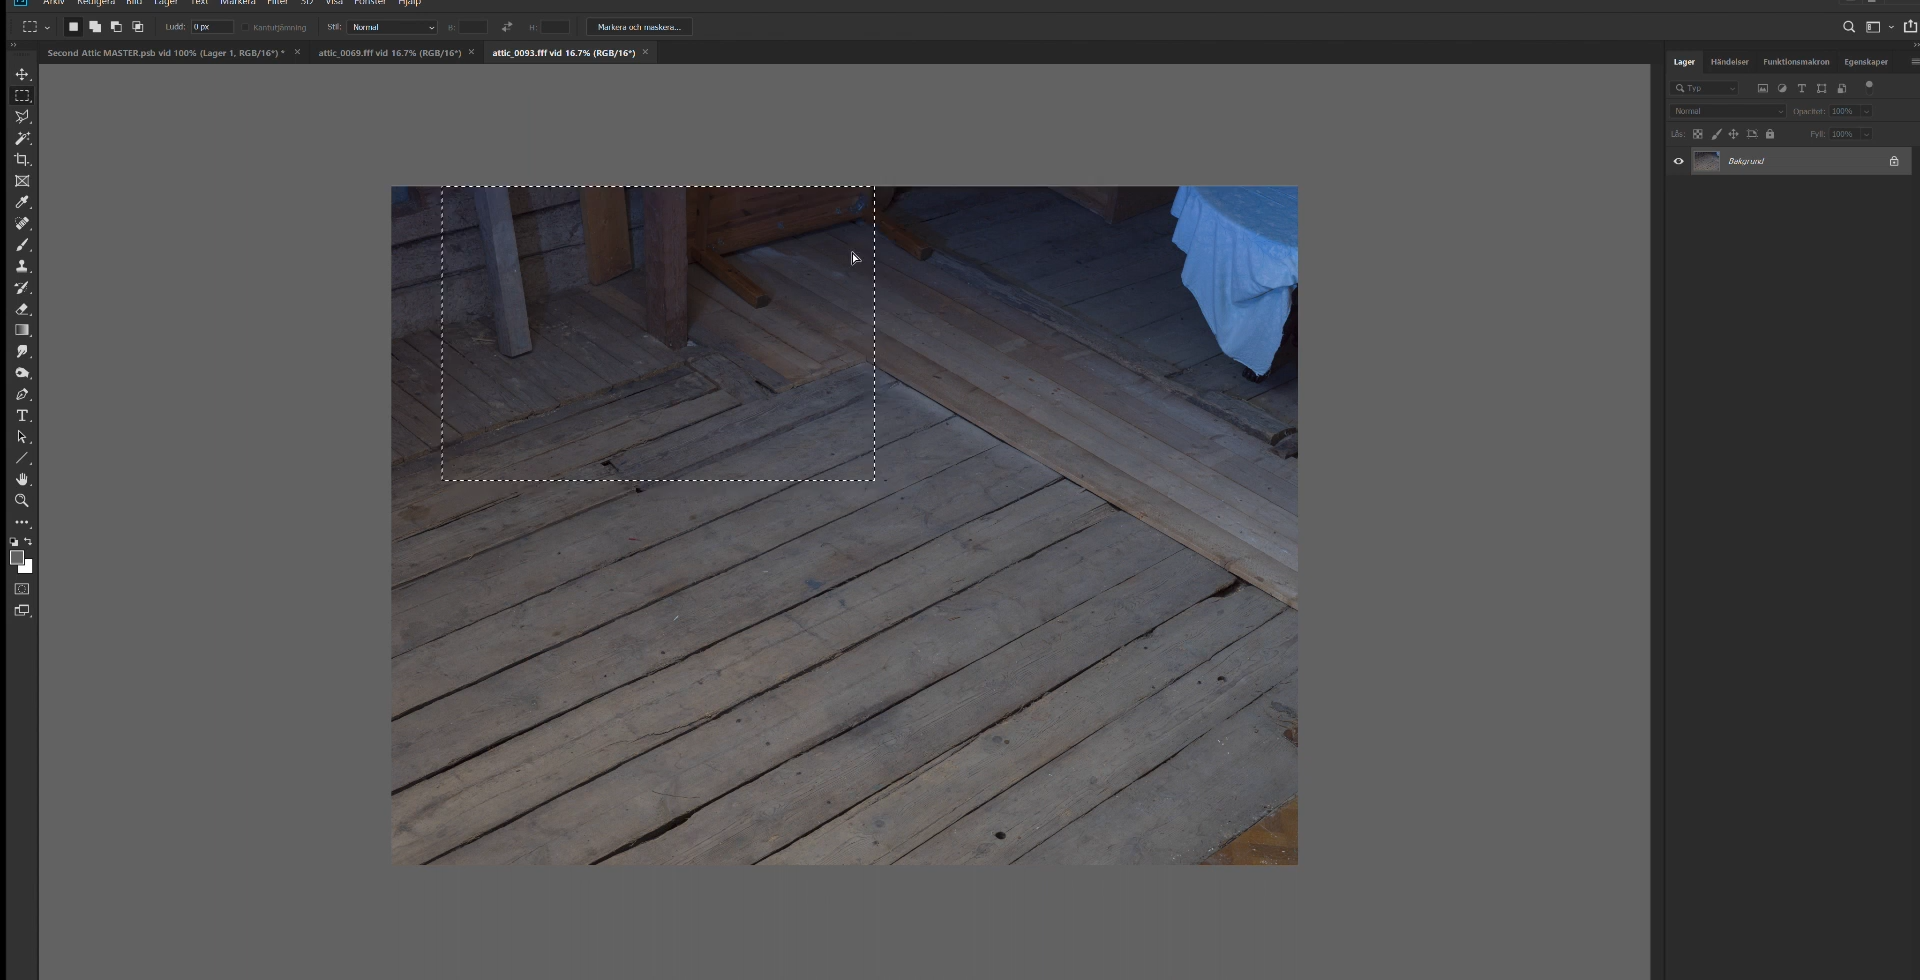 Arkiv Redigera Bild Lager Text Markera Filter 3D Visa Fönster Hjälp
Ludd: 0 px Kantutjämning Stil: Normal B: H: Markera och maskera...
Second Attic MASTER.psb vid 100% (Lager 1, RGB/16*) * attic_0069.fff vid 16.7% (RGB/16*) attic_0093.fff vid 16.7% (RGB/16*)
Lager Händelser Funktionsmakron Egenskaper
Typ
Normal Opacitet: 100%
Lås: Fyll: 100%
Bakgrund